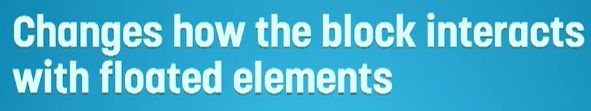 Changes how the block interacts
with floated elements